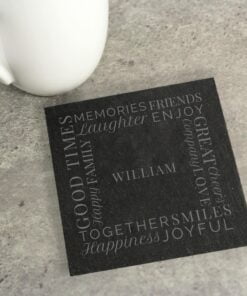 MEMORIES FRIENDS
Laughter ENJOY
GOOD TIMES
Happy FAMILY
WILLIAM
GREAT Cheers
Company LOVE
TOGETHER SMILES
Happiness JOYFUL